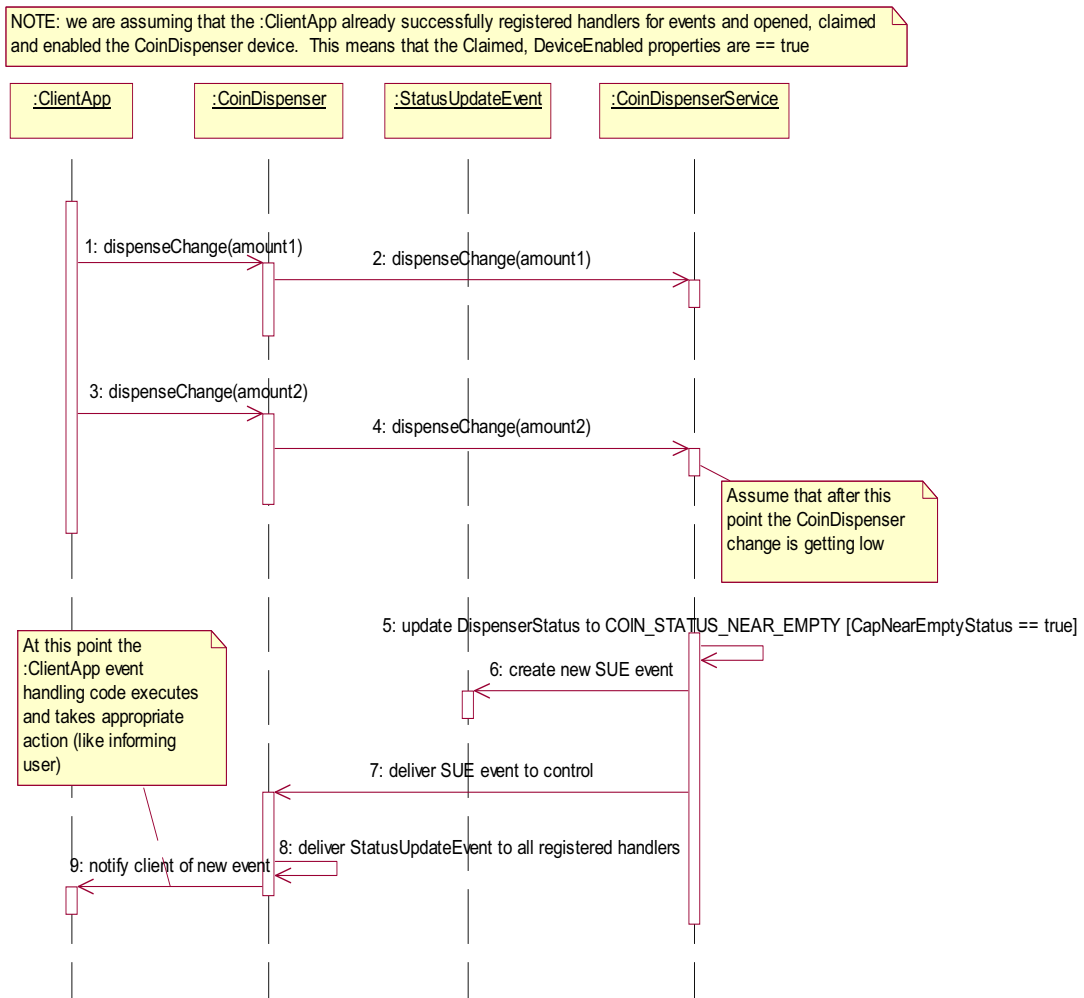 NOTE: we are assuming that the :ClientApp already successfully registered handlers for events and opened, claimed
and enabled the CoinDispenser device.  This means that the Claimed, DeviceEnabled properties are == true
:ClientApp
:CoinDispenser
:StatusUpdateEvent
:CoinDispenserService
1: dispenseChange(amount1)
2: dispenseChange(amount1)
3: dispenseChange(amount2)
4: dispenseChange(amount2)
Assume that after this
point the CoinDispenser
change is getting low
5: update DispenserStatus to COIN_STATUS_NEAR_EMPTY [CapNearEmptyStatus == true]
At this point the
:ClientApp event
handling code executes
and takes appropriate
action (like informing
user)
6: create new SUE event
7: deliver SUE event to control
8: deliver StatusUpdateEvent to all registered handlers
9: notify client of new event